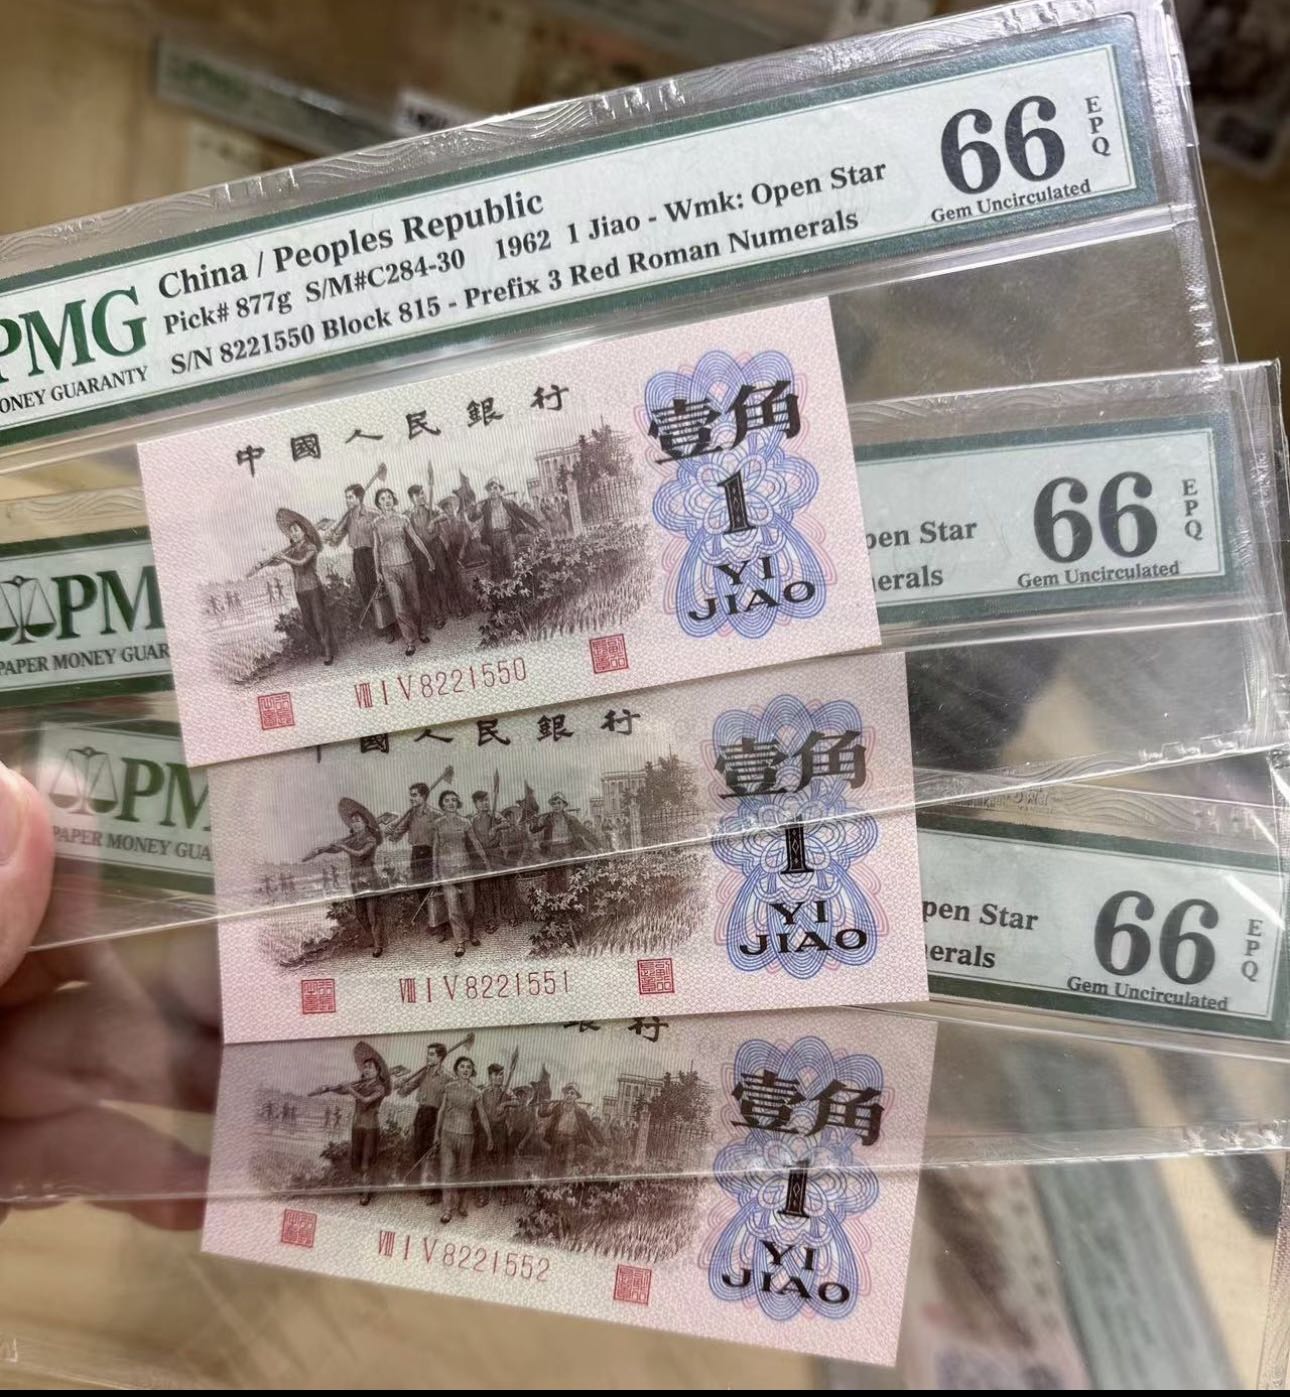 PMG
MONEY GUARANTY
China / Peoples Republic
Pick# 877g S/M#C284-30 1962 1 Jiao - Wmk: Open Star
S/N 8221550 Block 815 - Prefix 3 Red Roman Numerals
66
EPQ
Gem Uncirculated
中國人民銀行
壹角
1
YI
JIAO
VIII I V 8221550
PM
PAPER MONEY GUAR
pen Star
erals
66
EPQ
Gem Uncirculated
國人民銀行
壹角
1
YI
JIAO
VIII I V 8221551
PM
PAPER MONEY GUA
pen Star
erals
66
EPQ
Gem Uncirculated
行
壹角
1
YI
JIAO
VIII I V 8221552